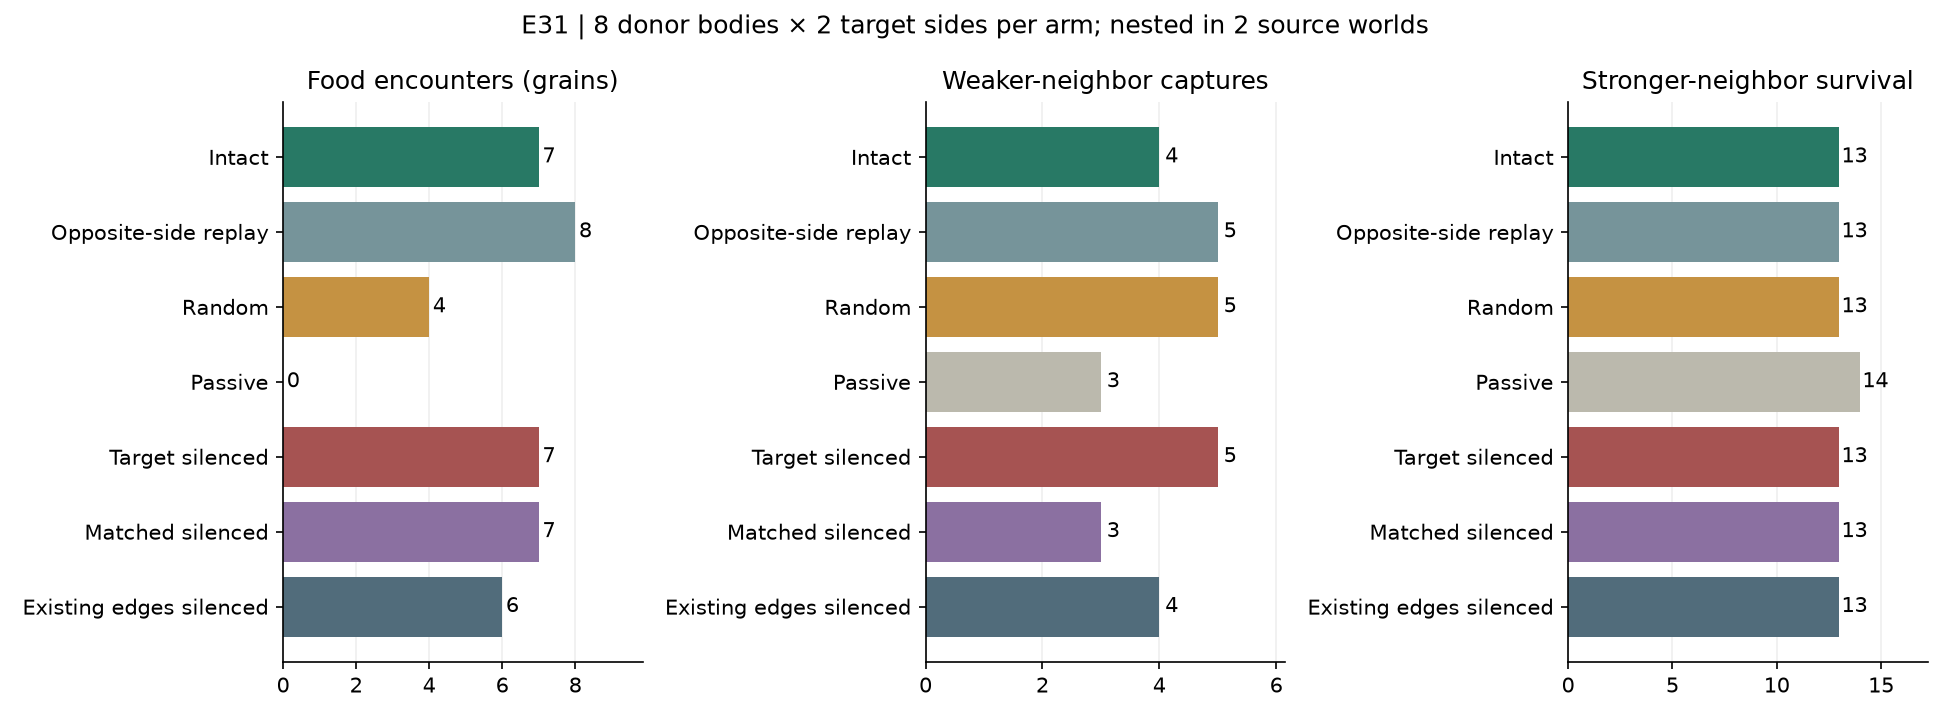 E31 | 8 donor bodies × 2 target sides per arm; nested in 2 source worlds
Food encounters (grains)
Intact 7
Opposite-side replay 8
Random 4
Passive 0
Target silenced 7
Matched silenced 7
Existing edges silenced 6
0 2 4 6 8
Weaker-neighbor captures
Intact 4
Opposite-side replay 5
Random 5
Passive 3
Target silenced 5
Matched silenced 3
Existing edges silenced 4
0 2 4 6
Stronger-neighbor survival
Intact 13
Opposite-side replay 13
Random 13
Passive 14
Target silenced 13
Matched silenced 13
Existing edges silenced 13
0 5 10 15